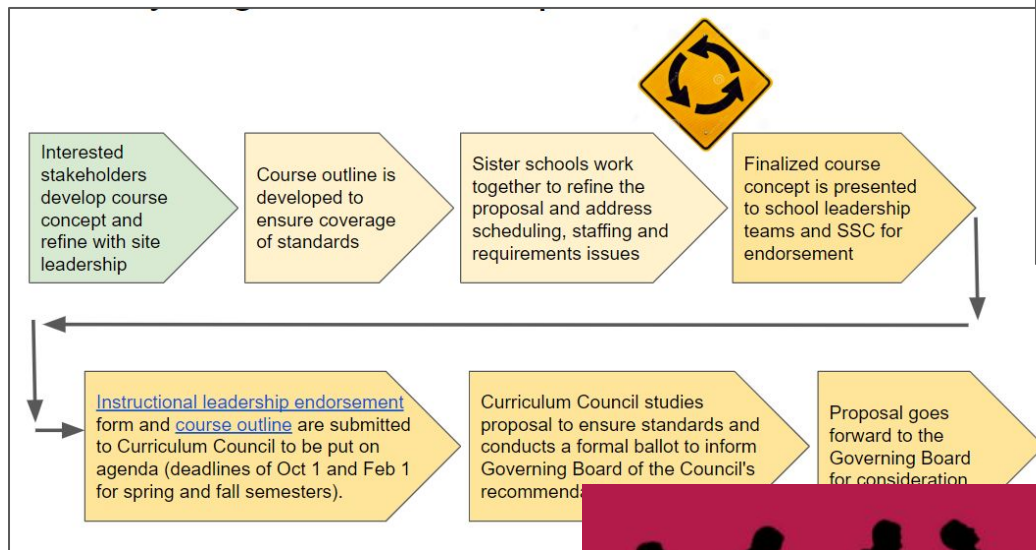 Interested
stakeholders
develop course
concept and
refine with site
leadership
Course outline is
developed to
ensure coverage
of standards
Sister schools work
together to refine the
proposal and address
scheduling, staffing and
requirements issues
Finalized course
concept is presented
to school leadership
teams and SSC for
endorsement
Instructional leadership endorsement
form and course outline are submitted
to Curriculum Council to be put on
agenda (deadlines of Oct 1 and Feb 1
for spring and fall semesters).
Curriculum Council studies
proposal to ensure standards and
conducts a formal ballot to inform
Governing Board of the Council's
Proposal goes
forward to the
Governing Board
for consideration